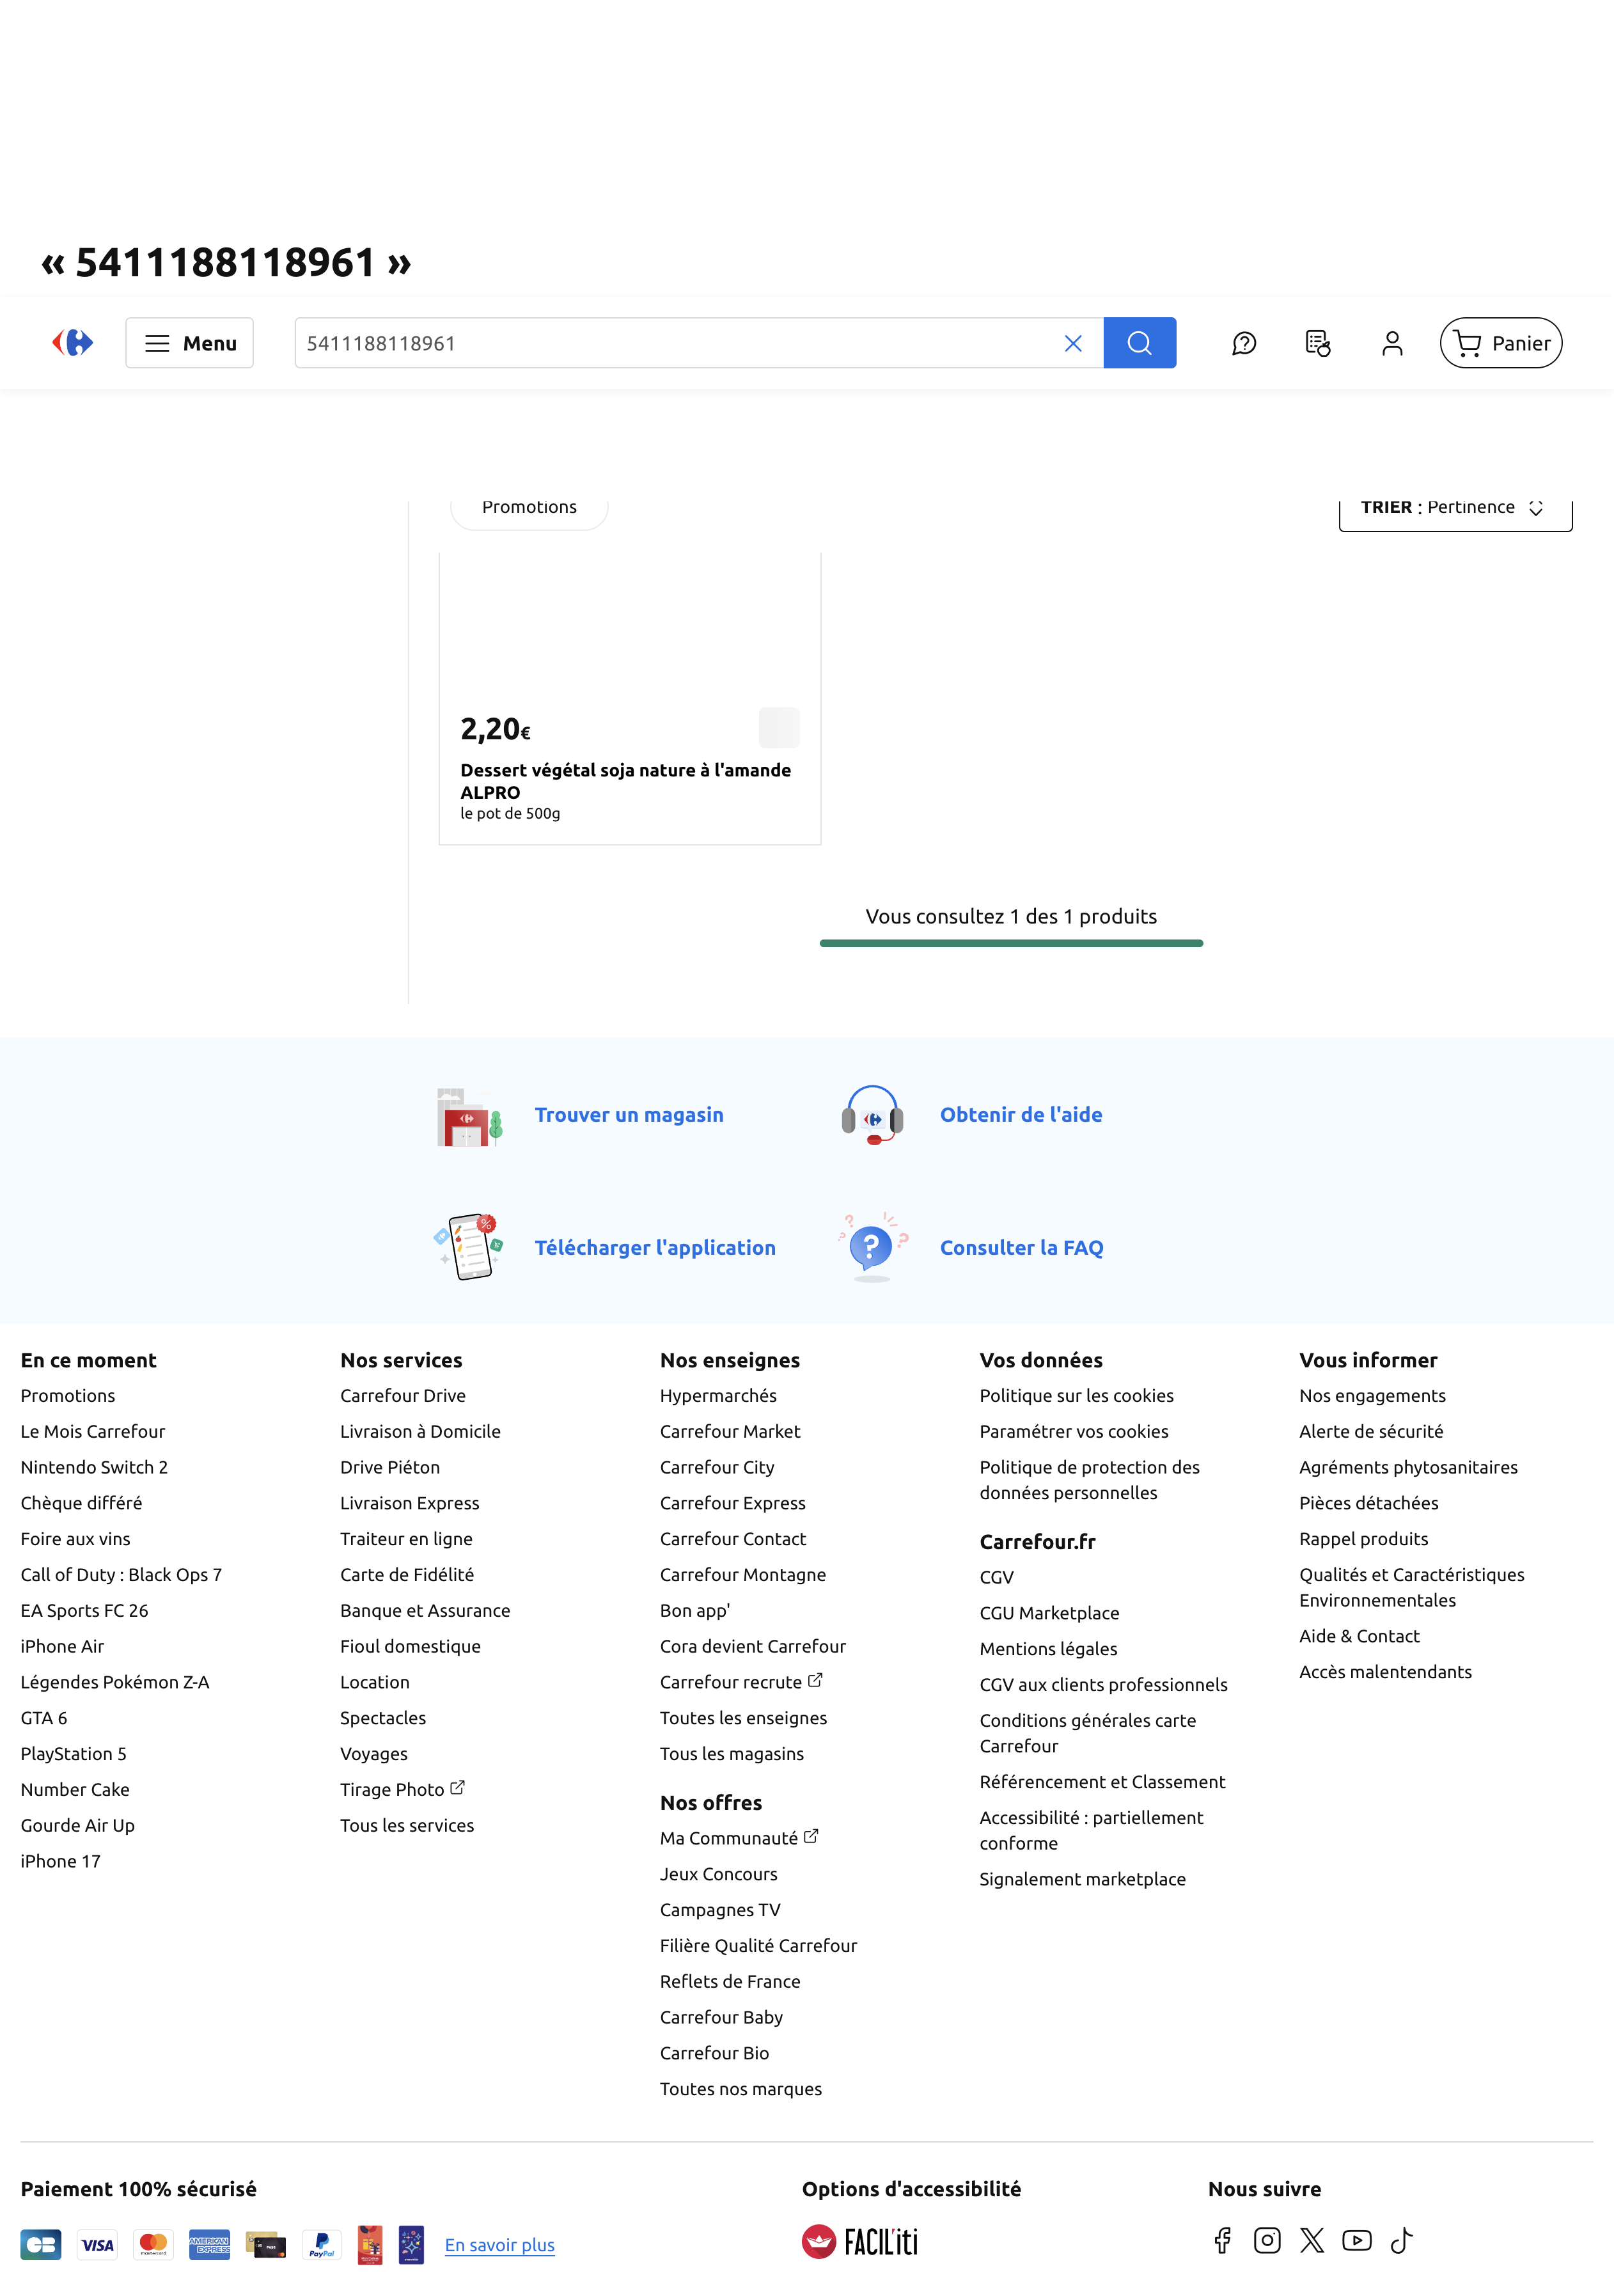 « 5411188118961 »
Menu
5411188118961
Panier
Promotions
TRIER : Pertinence
2,20€
Dessert végétal soja nature à l'amande
ALPRO
le pot de 500g
Vous consultez 1 des 1 produits
Trouver un magasin
Obtenir de l'aide
Télécharger l'application
Consulter la FAQ
En ce moment
Promotions
Le Mois Carrefour
Nintendo Switch 2
Chèque différé
Foire aux vins
Call of Duty : Black Ops 7
EA Sports FC 26
iPhone Air
Légendes Pokémon Z-A
GTA 6
PlayStation 5
Number Cake
Gourde Air Up
iPhone 17
Nos services
Carrefour Drive
Livraison à Domicile
Drive Piéton
Livraison Express
Traiteur en ligne
Carte de Fidélité
Banque et Assurance
Fioul domestique
Location
Spectacles
Voyages
Tirage Photo
Tous les services
Nos enseignes
Hypermarchés
Carrefour Market
Carrefour City
Carrefour Express
Carrefour Contact
Carrefour Montagne
Bon app'
Cora devient Carrefour
Carrefour recrute
Toutes les enseignes
Tous les magasins
Nos offres
Ma Communauté
Jeux Concours
Campagnes TV
Filière Qualité Carrefour
Reflets de France
Carrefour Baby
Carrefour Bio
Toutes nos marques
Vos données
Politique sur les cookies
Paramétrer vos cookies
Politique de protection des
données personnelles
Carrefour.fr
CGV
CGU Marketplace
Mentions légales
CGV aux clients professionnels
Conditions générales carte
Carrefour
Référencement et Classement
Accessibilité : partiellement
conforme
Signalement marketplace
Vous informer
Nos engagements
Alerte de sécurité
Agréments phytosanitaires
Pièces détachées
Rappel produits
Qualités et Caractéristiques
Environnementales
Aide & Contact
Accès malentendants
Paiement 100% sécurisé
CB
VISA
mastercard
AMERICAN EXPRESS
PASS
PayPal
En savoir plus
Options d'accessibilité
FACIL'iti
Nous suivre